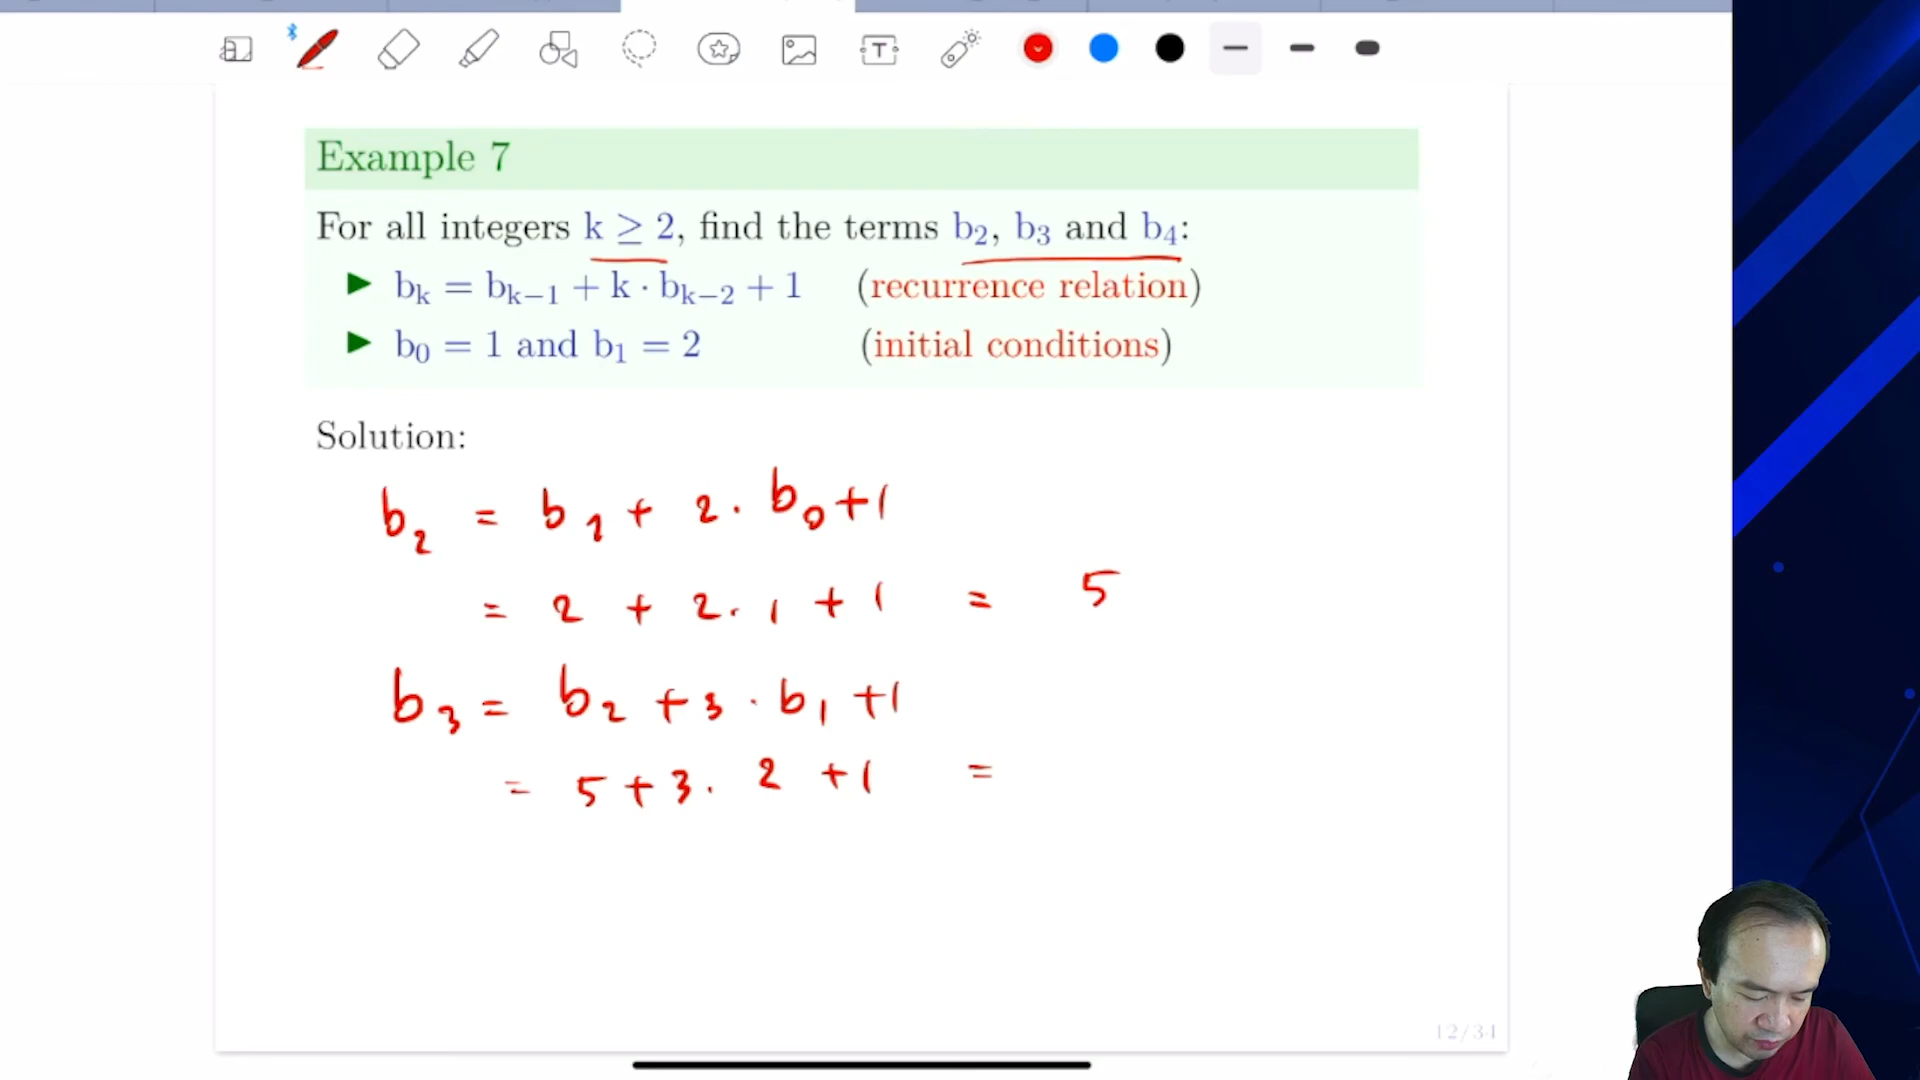 Example 7
For all integers k ≥ 2, find the terms b₂, b₃ and b₄:
▶ bₖ = bₖ₋₁ + k · bₖ₋₂ + 1 (recurrence relation)
▶ b₀ = 1 and b₁ = 2 (initial conditions)
Solution:
b₂ = b₁ + 2 · b₀ + 1
= 2 + 2 · 1 + 1 = 5
b₃ = b₂ + 3 · b₁ + 1
= 5 + 3 · 2 + 1 =
12/34